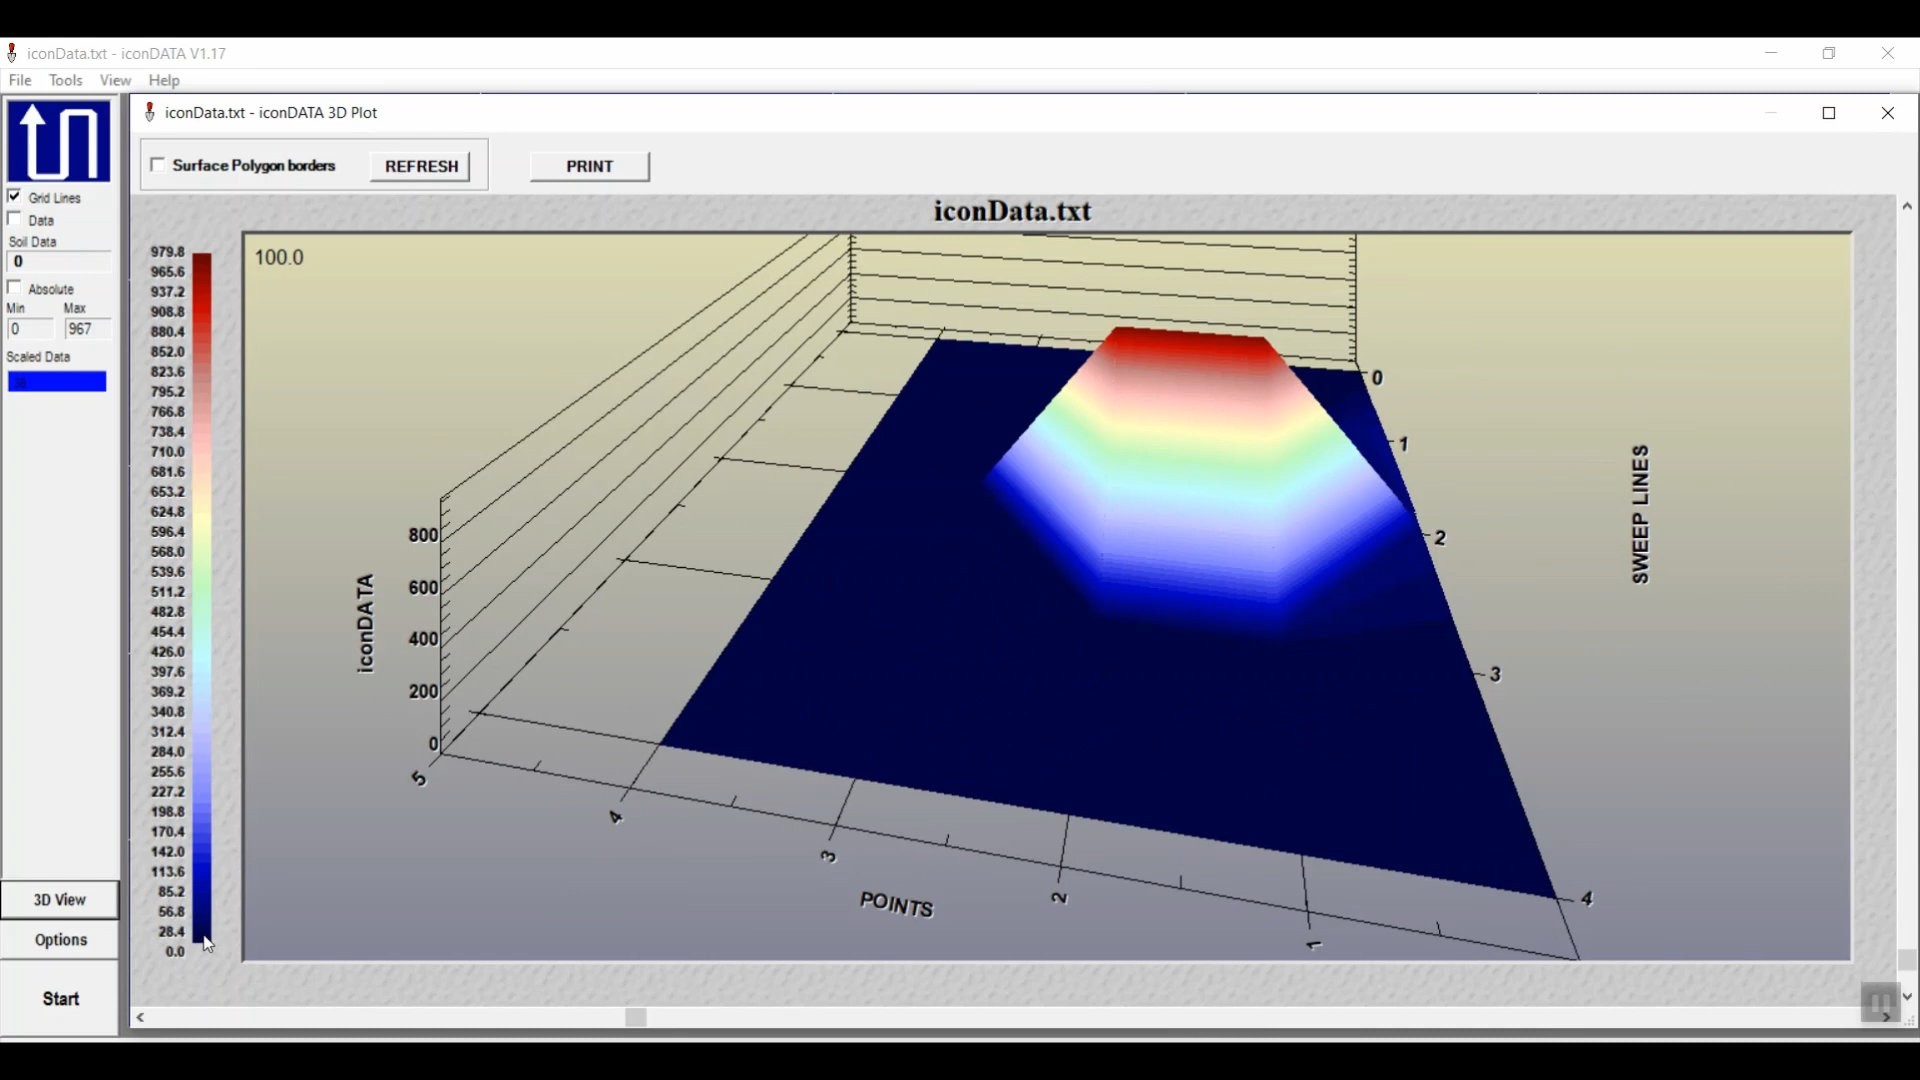 iconData.txt - iconDATA V1.17
File Tools View Help
iconData.txt - iconDATA 3D Plot
Surface Polygon borders
REFRESH
PRINT
Grid Lines
Data
Soil Data
0
Absolute
Min Max
0 967
Scaled Data
3D View
Options
Start
iconData.txt
100.0
979.8
965.6
937.2
908.8
880.4
852.0
823.6
795.2
766.8
738.4
710.0
681.6
653.2
624.8
596.4
568.0
539.6
511.2
482.8
454.4
426.0
397.6
369.2
340.8
312.4
284.0
255.6
227.2
198.8
170.4
142.0
113.6
85.2
56.8
28.4
0.0
iconDATA
800
600
400
200
0
5
4
3
2
1
POINTS
0
1
2
3
4
SWEEP LINES